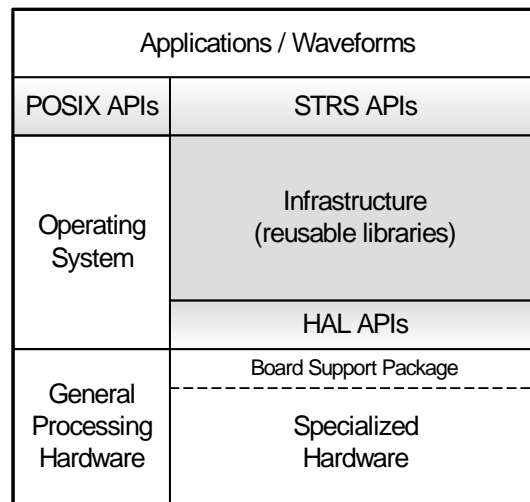 Applications / Waveforms
POSIX APIs
STRS APIs
Operating
System
Infrastructure
(reusable libraries)
HAL APIs
General
Processing
Hardware
Board Support Package
Specialized
Hardware